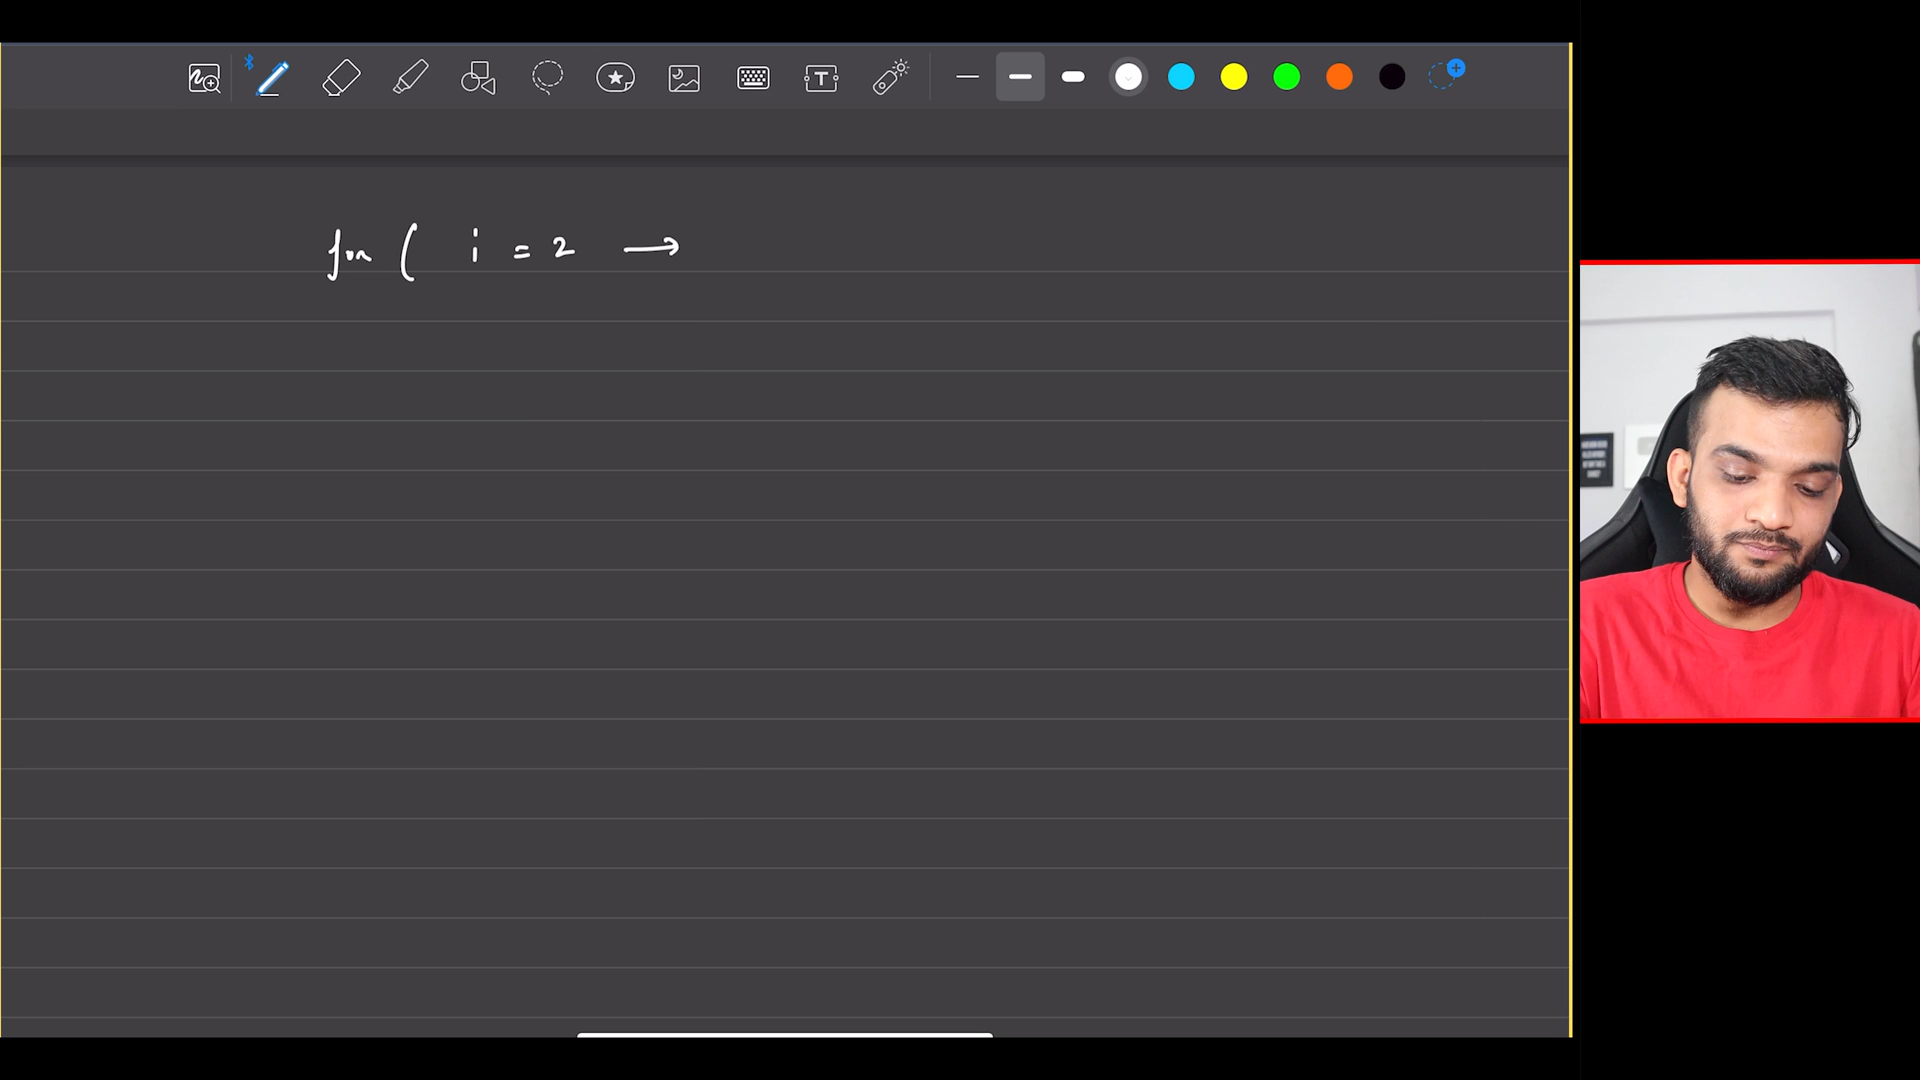 for ( i = 2 →